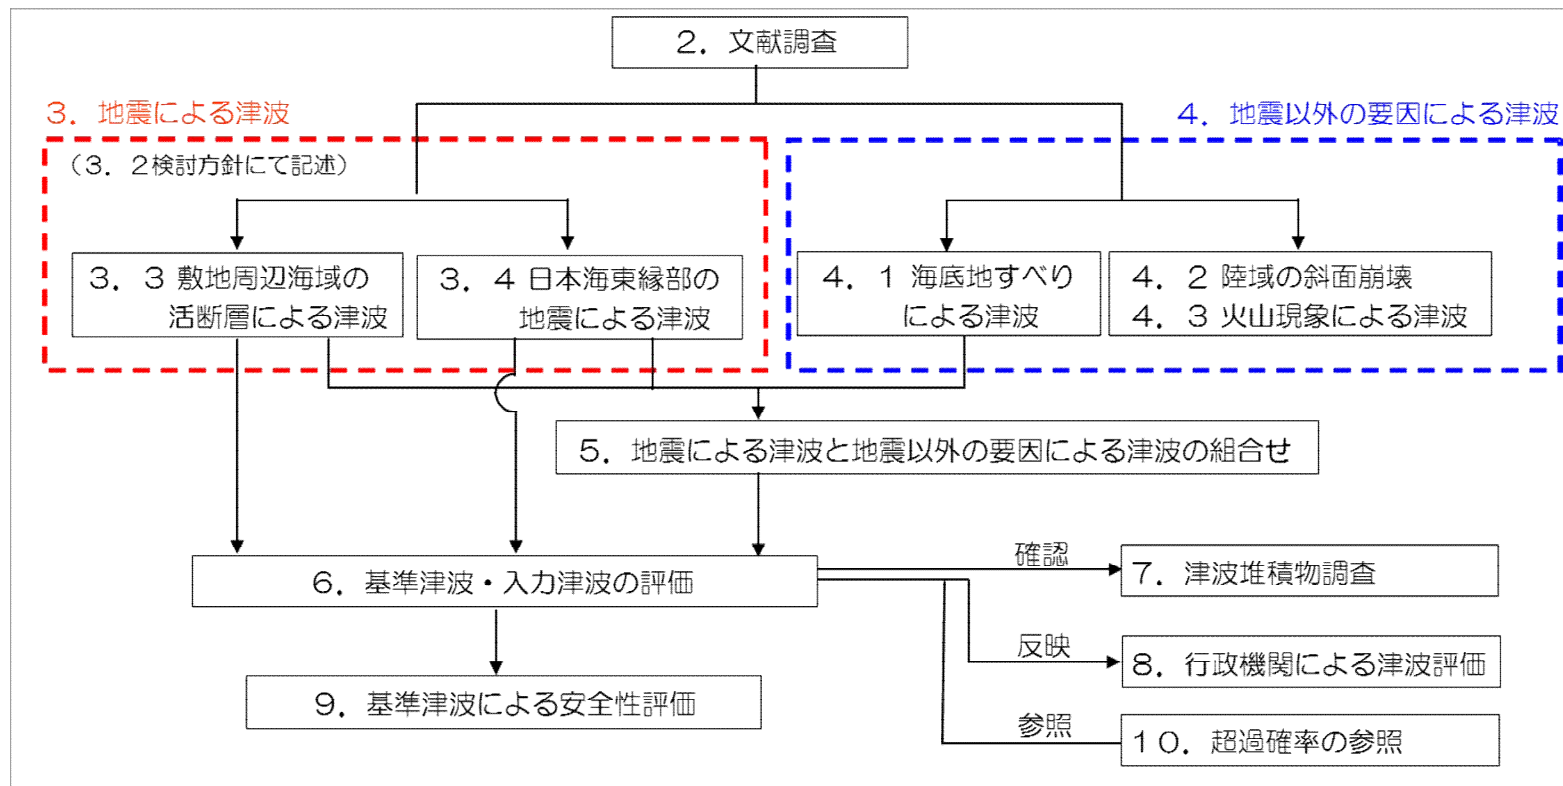 ２．文献調査
３．地震による津波
４．地震以外の要因による津波
（３．２検討方針にて記述）
３．３ 敷地周辺海域の
活断層による津波
３．４ 日本海東縁部の
地震による津波
４．１ 海底地すべり
による津波
４．２ 陸域の斜面崩壊
４．３ 火山現象による津波
５．地震による津波と地震以外の要因による津波の組合せ
６．基準津波・入力津波の評価
確認
７．津波堆積物調査
反映
８．行政機関による津波評価
９．基準津波による安全性評価
参照
１０．超過確率の参照